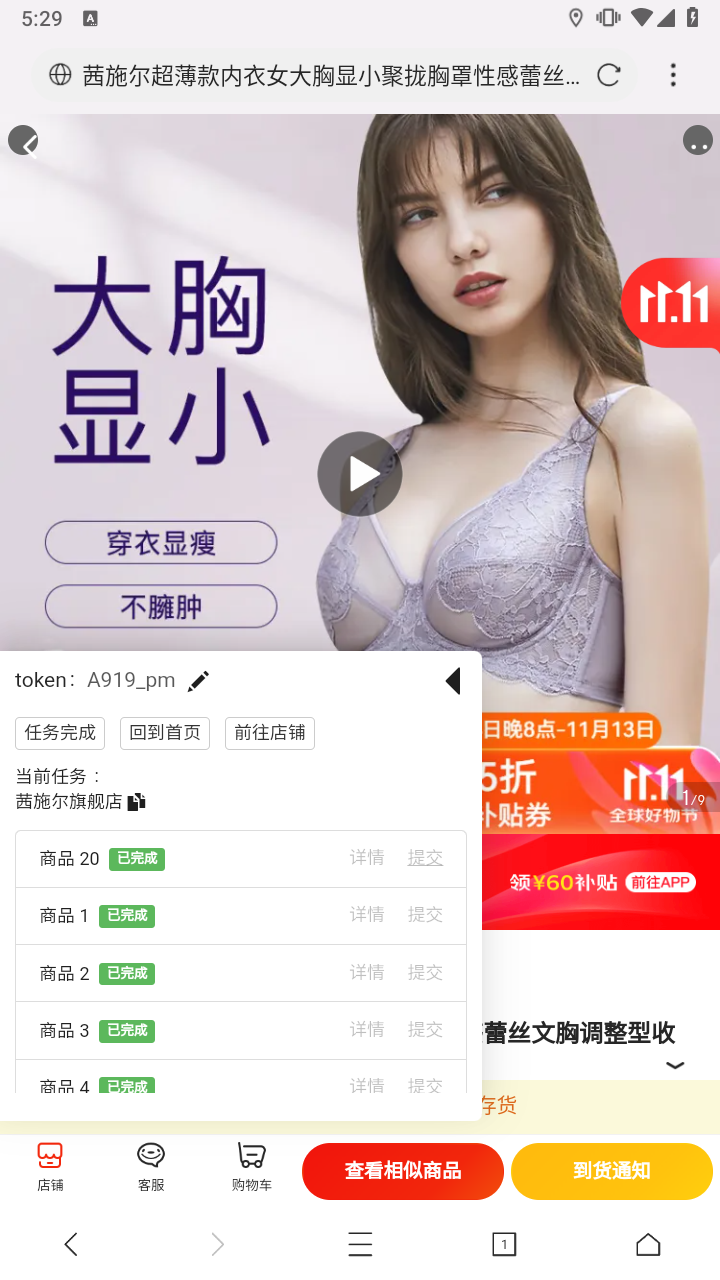 5:29
A
茜施尔超薄款内衣女大胸显小聚拢胸罩性感蕾丝...
大胸
显小
11.11
穿衣显瘦
不臃肿
token： A919_pm
任务完成 回到首页 前往店铺
当前任务：
茜施尔旗舰店
日晚8点-11月13日
5折
补贴券
11.11
全球好物节
1/9
领¥60补贴 前往APP
商品 20 已完成 详情 提交
商品 1 已完成 详情 提交
商品 2 已完成 详情 提交
商品 3 已完成 详情 提交
商品 4 已完成 详情 提交
蕾丝文胸调整型收
存货
店铺 客服 购物车 查看相似商品 到货通知
1